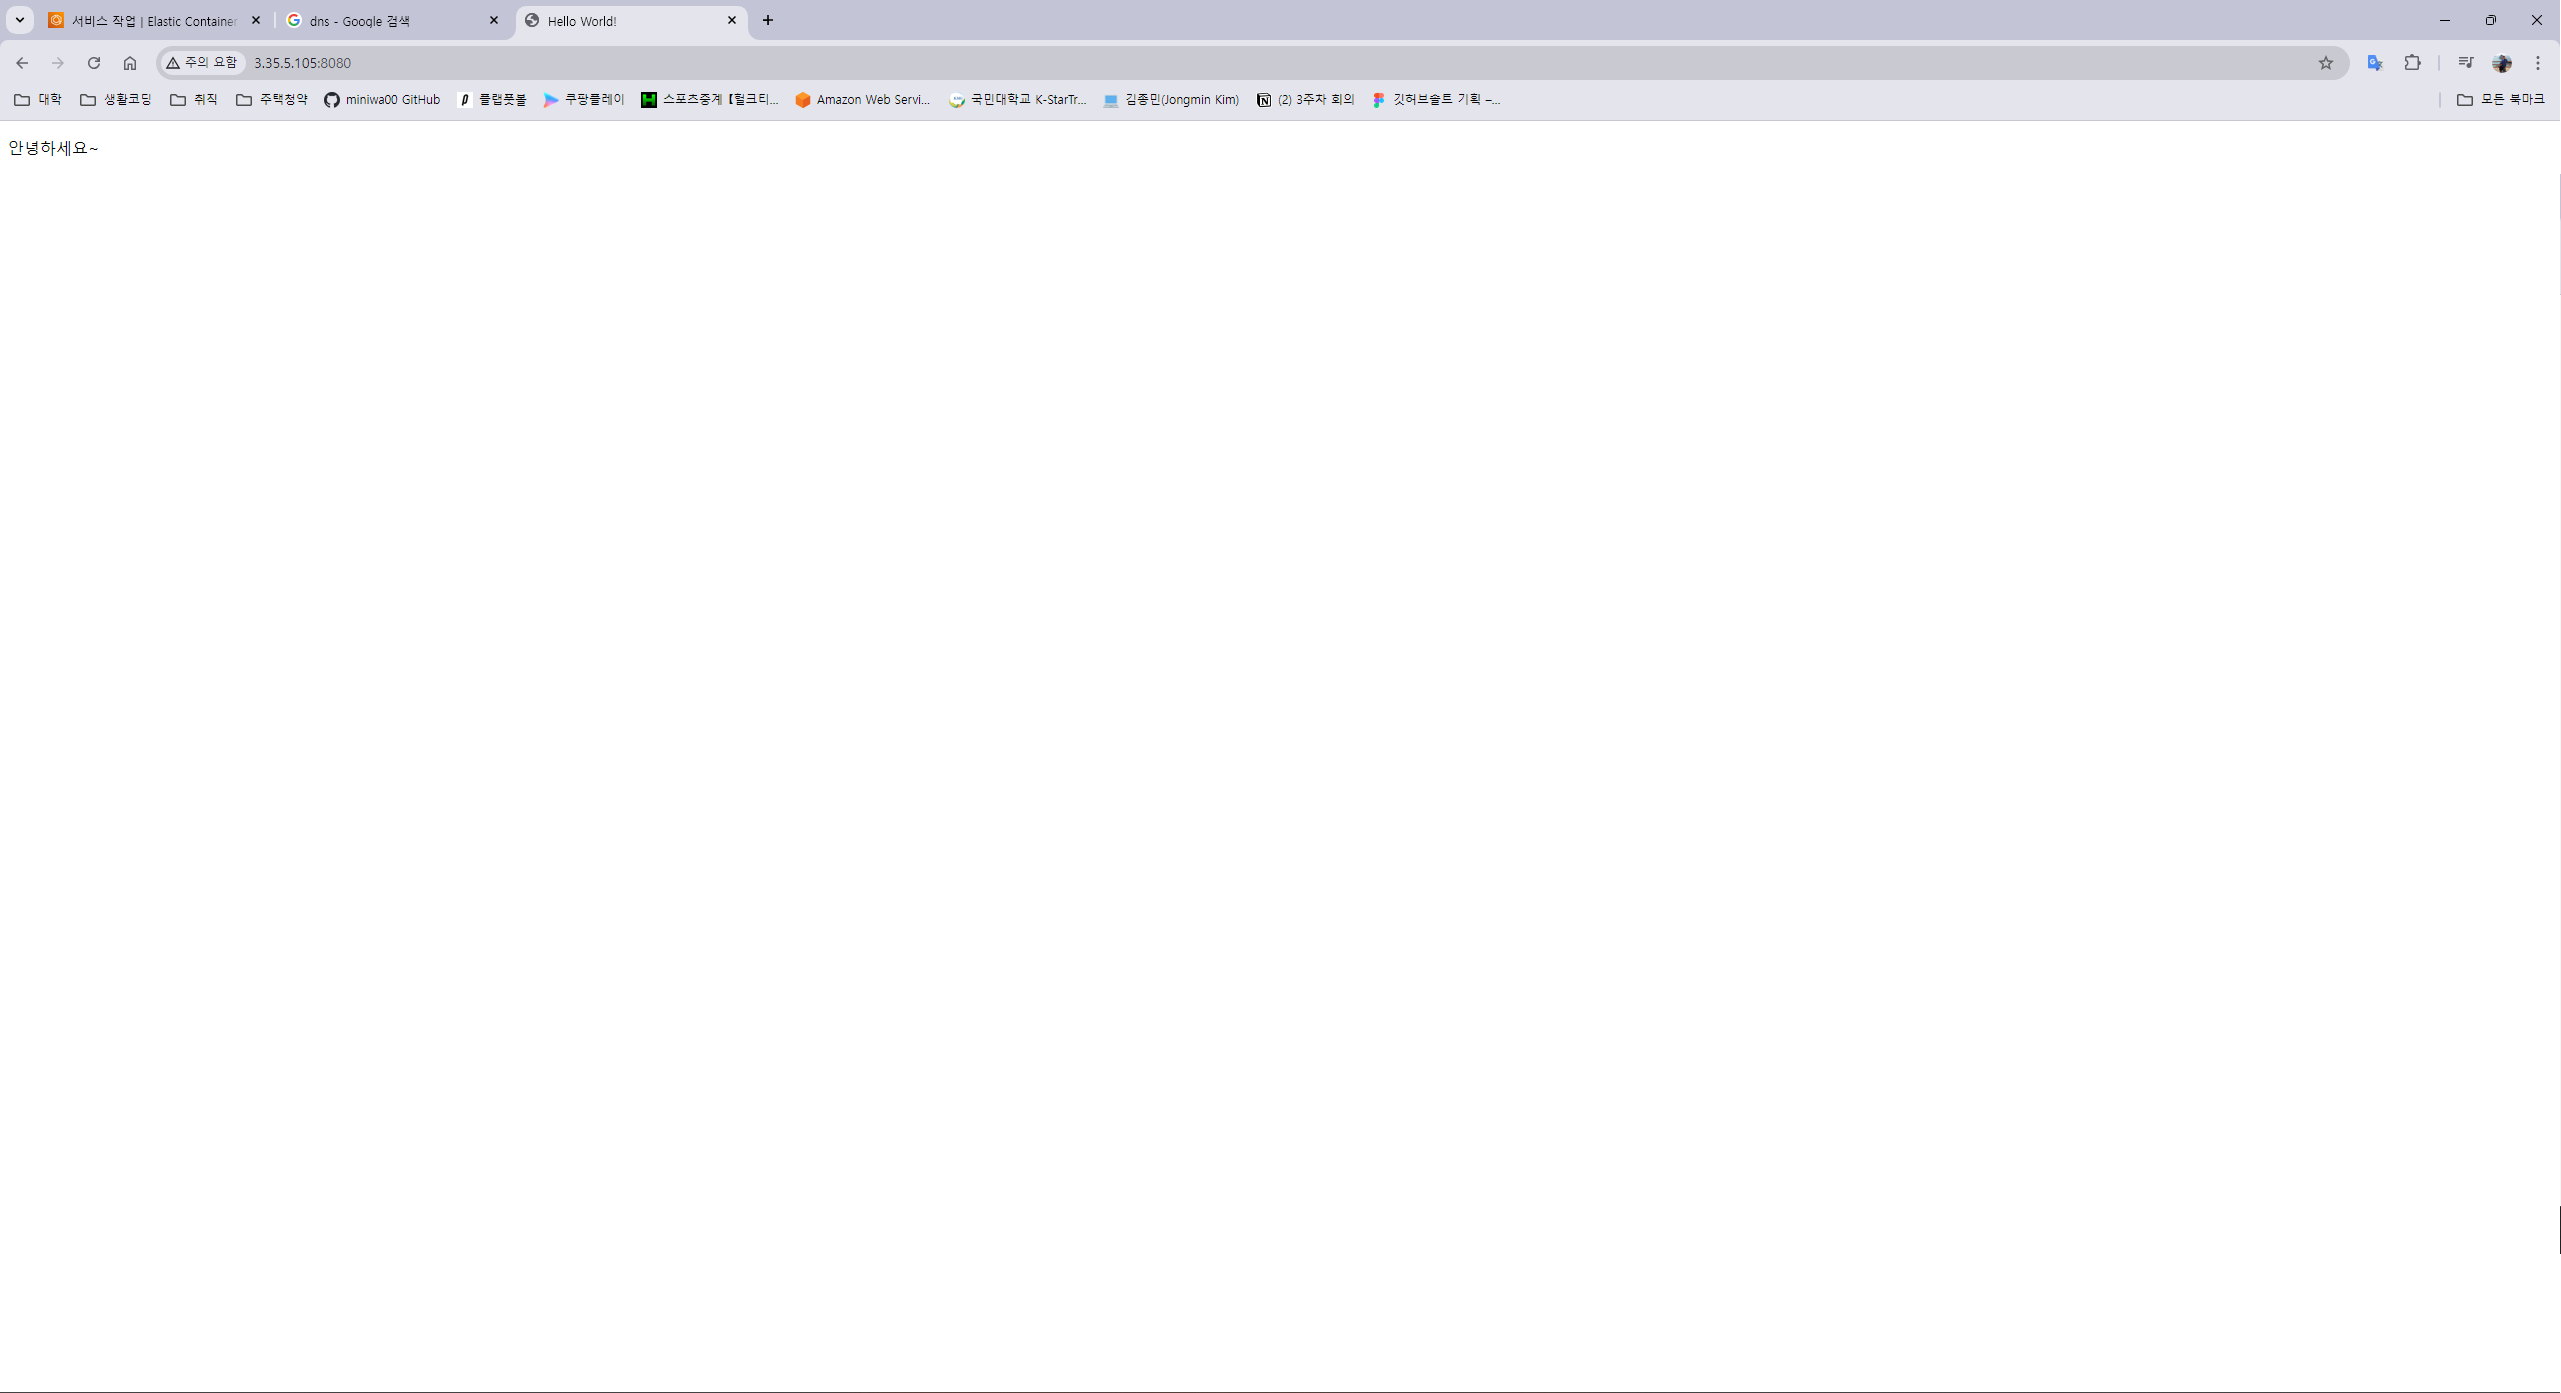 서비스 작업 | Elastic Container
dns - Google 검색
Hello World!
주의 요함
3.35.5.105:8080
대학
생활코딩
취직
주택청약
miniwa00 GitHub
플랩풋볼
쿠팡플레이
스포츠중계【헐크티...
Amazon Web Servi...
국민대학교 K-StarTr...
김종민(Jongmin Kim)
(2) 3주차 회의
깃허브솔트 기획 –...
모든 북마크
안녕하세요~